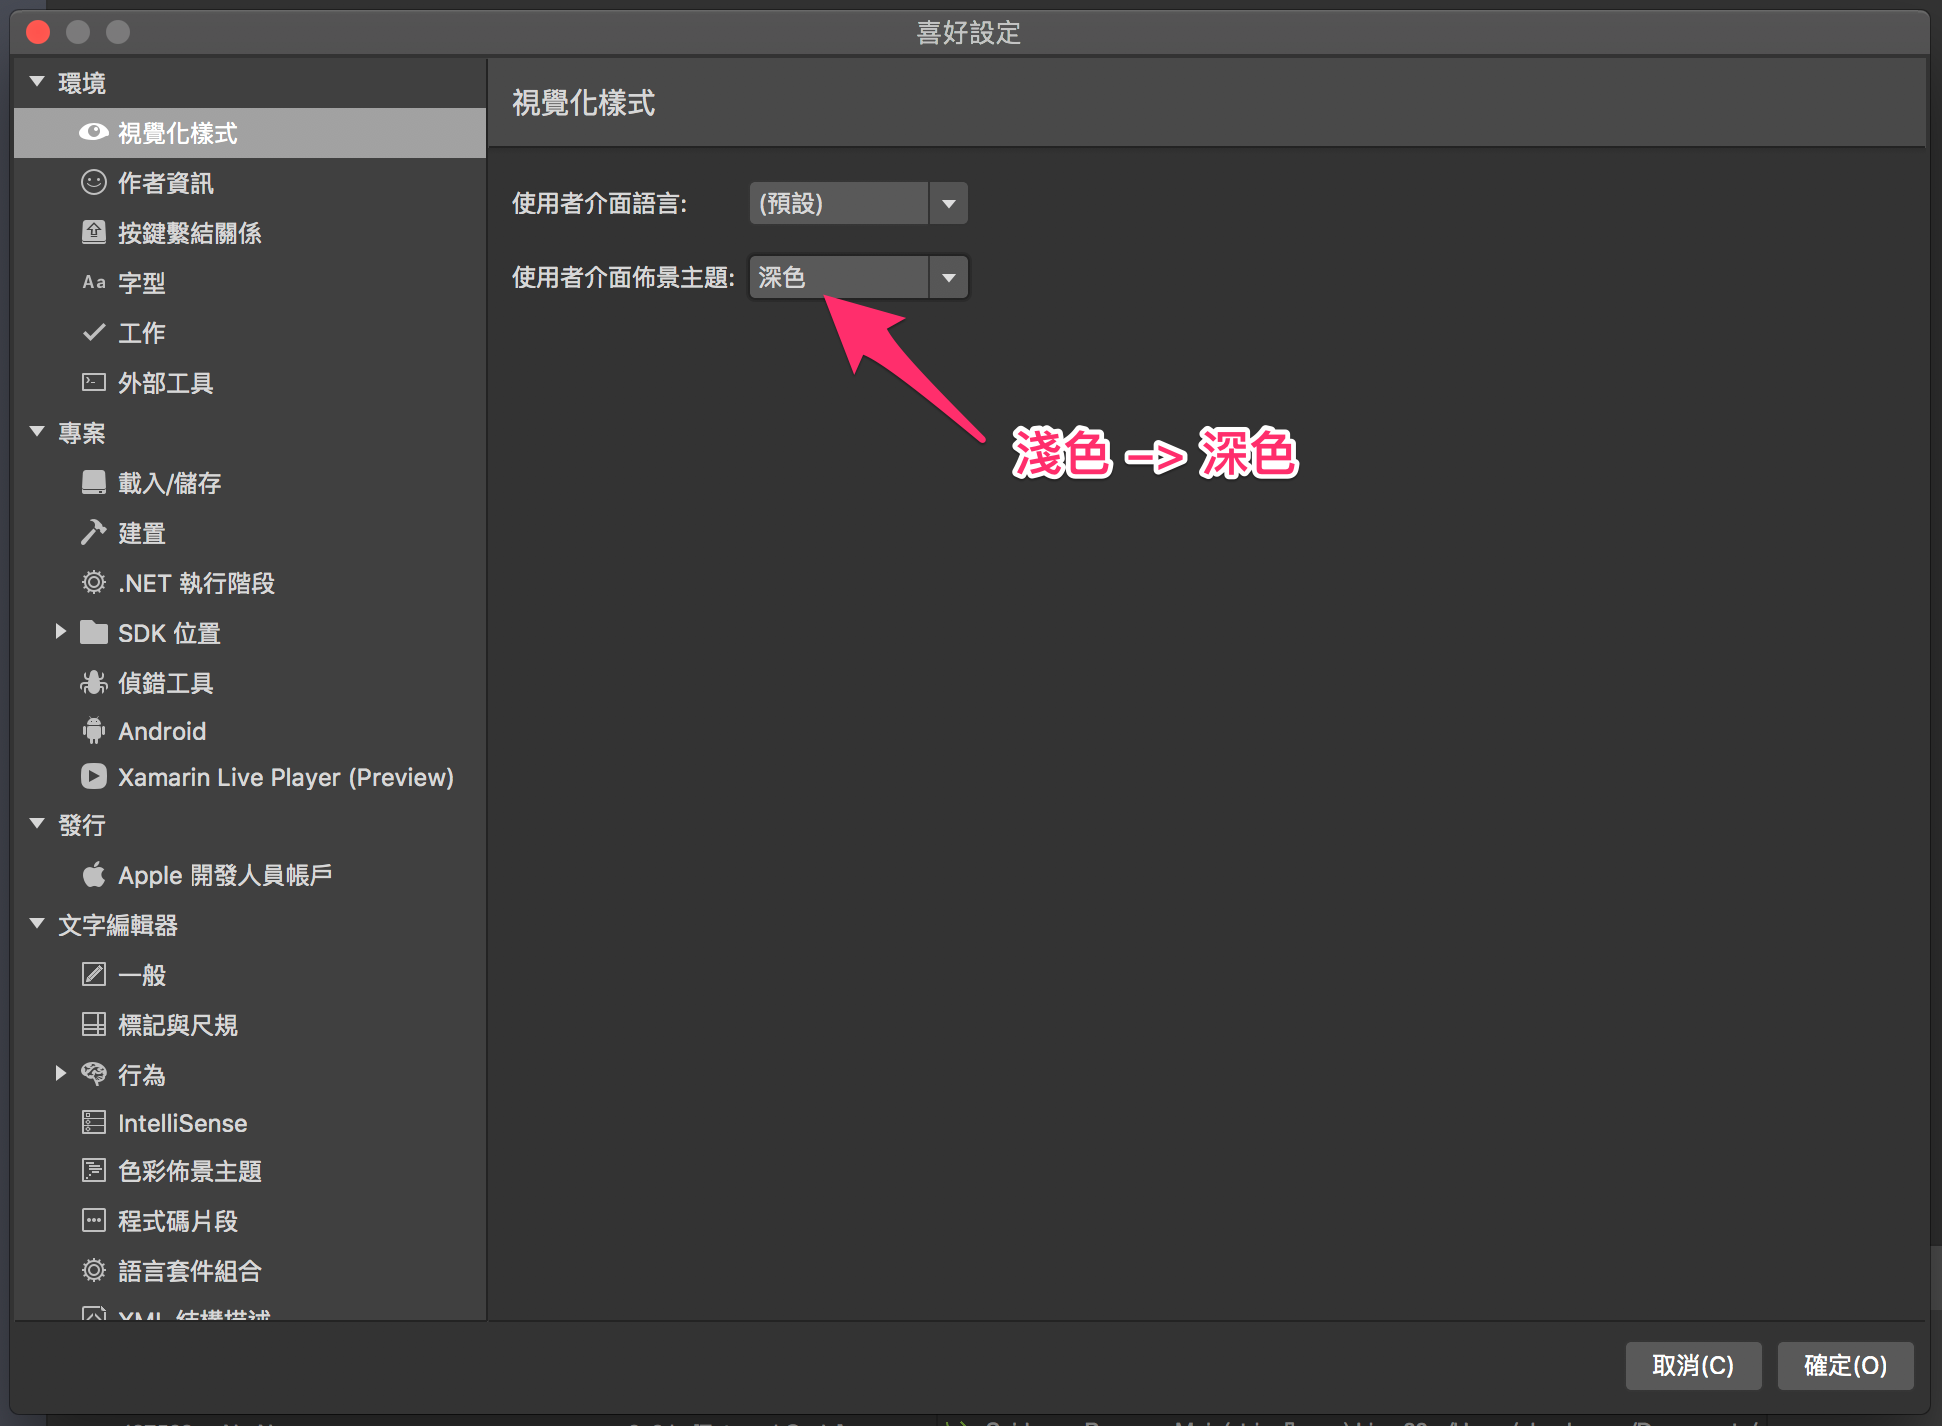 喜好設定
環境
視覺化樣式
作者資訊
按鍵繫結關係
Aa 字型
工作
外部工具
專案
載入/儲存
建置
.NET 執行階段
SDK 位置
偵錯工具
Android
Xamarin Live Player (Preview)
發行
Apple 開發人員帳戶
文字編輯器
一般
標記與尺規
行為
IntelliSense
色彩佈景主題
程式碼片段
語言套件組合
XML 結構描述
視覺化樣式
使用者介面語言: (預設)
使用者介面佈景主題: 深色
淺色 —> 深色
取消(C) 確定(O)